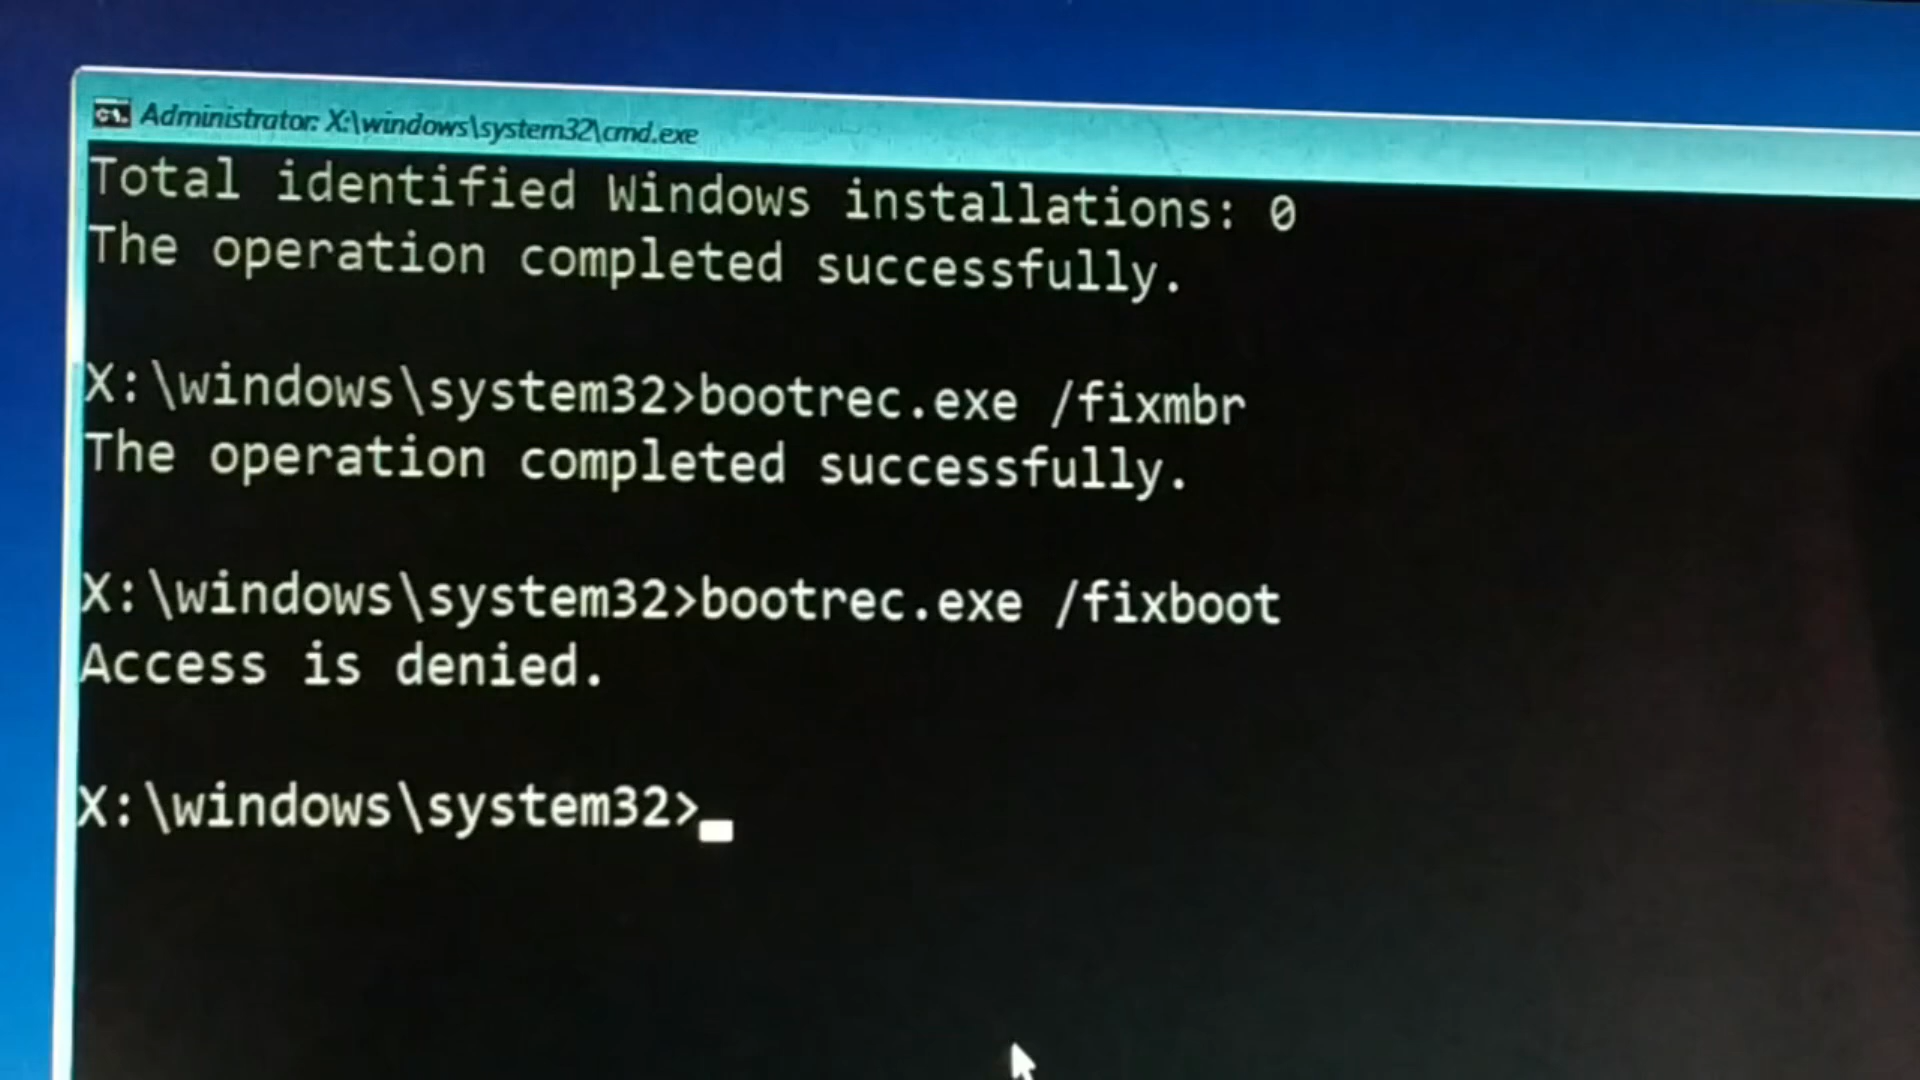 Administrator: X:\windows\system32\cmd.exe
Total identified Windows installations: 0
The operation completed successfully.
X:\windows\system32>bootrec.exe /fixmbr
The operation completed successfully.
X:\windows\system32>bootrec.exe /fixboot
Access is denied.
X:\windows\system32>